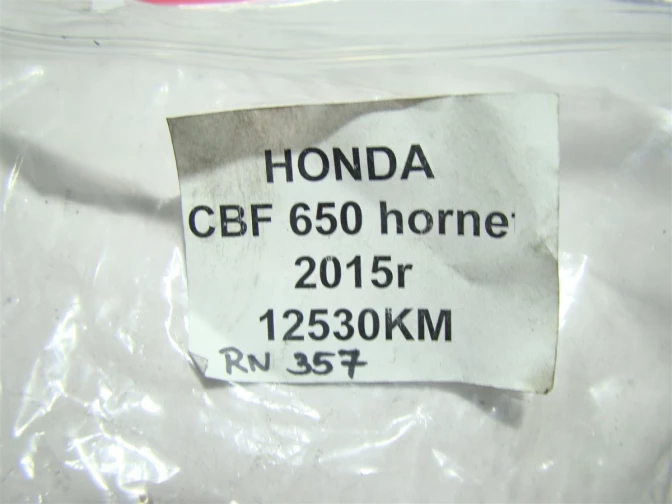 HONDA
CBF 650 hornet
2015r
12530KM
RN 357